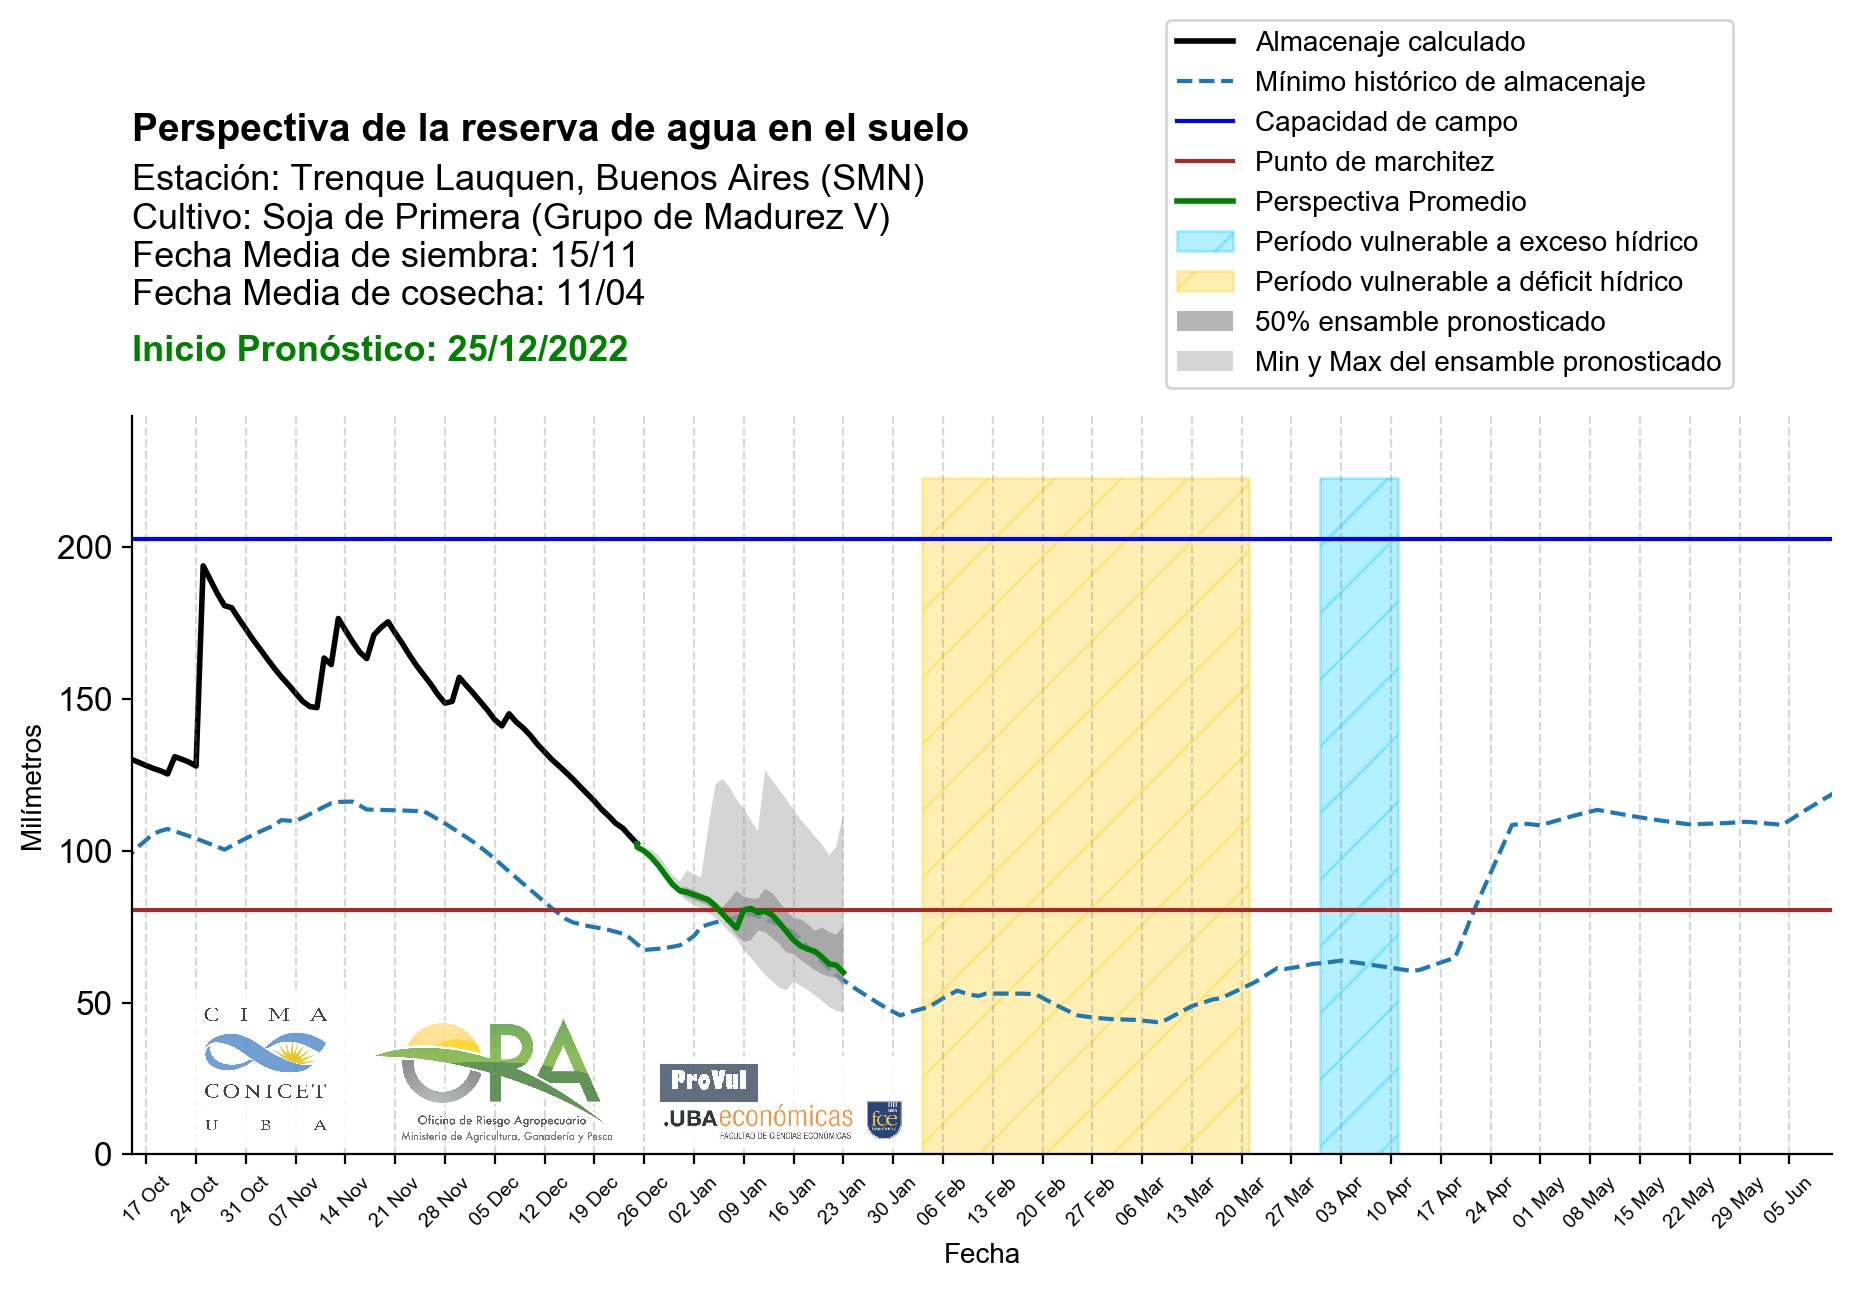 Almacenaje calculado
Mínimo histórico de almacenaje
Capacidad de campo
Punto de marchitez
Perspectiva Promedio
Período vulnerable a exceso hídrico
Período vulnerable a déficit hídrico
50% ensamble pronosticado
Min y Max del ensamble pronosticado
Perspectiva de la reserva de agua en el suelo
Estación: Trenque Lauquen, Buenos Aires (SMN)
Cultivo: Soja de Primera (Grupo de Madurez V)
Fecha Media de siembra: 15/11
Fecha Media de cosecha: 11/04
Inicio Pronóstico: 25/12/2022
200
150
100
50
0
Milímetros
CIMA
CONICET
UBA
ORA
Oficina de Riesgo Agropecuario
Ministerio de Agricultura, Ganadería y Pesca
ProVul
.UBAeconómicas
FACULTAD DE CIENCIAS ECONÓMICAS
UBA
fce
17 Oct
24 Oct
31 Oct
07 Nov
14 Nov
21 Nov
28 Nov
05 Dec
12 Dec
19 Dec
26 Dec
02 Jan
09 Jan
16 Jan
23 Jan
30 Jan
06 Feb
13 Feb
20 Feb
27 Feb
06 Mar
13 Mar
20 Mar
27 Mar
03 Apr
10 Apr
17 Apr
24 Apr
01 May
08 May
15 May
22 May
29 May
05 Jun
Fecha